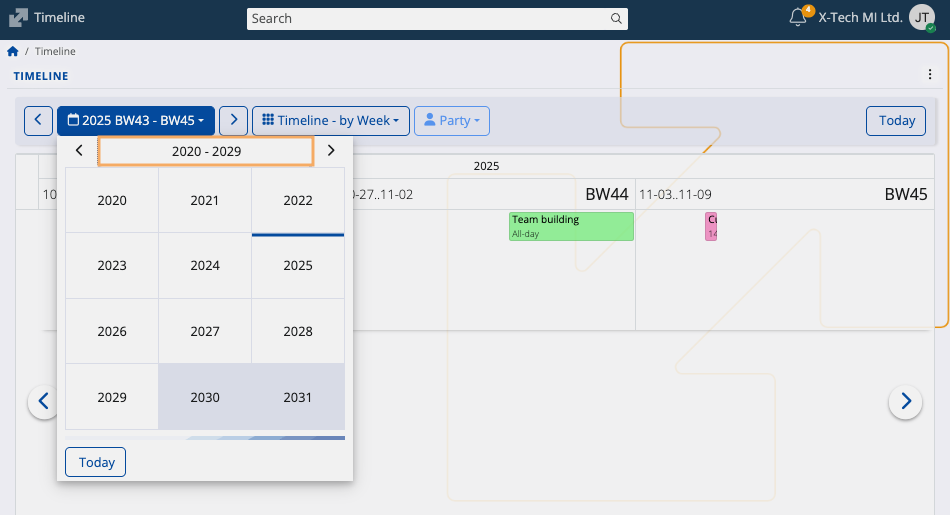 Timeline
Search
4
X-Tech MI Ltd.
JT
/ Timeline
TIMELINE
2025 BW43 - BW45
Timeline - by Week
Party
Today
2020 - 2029
2025
10
0-27..11-02
BW44
11-03..11-09
BW45
2020 2021 2022
Team building
All-day
Cu
14
2023 2024 2025
2026 2027 2028
2029 2030 2031
Today